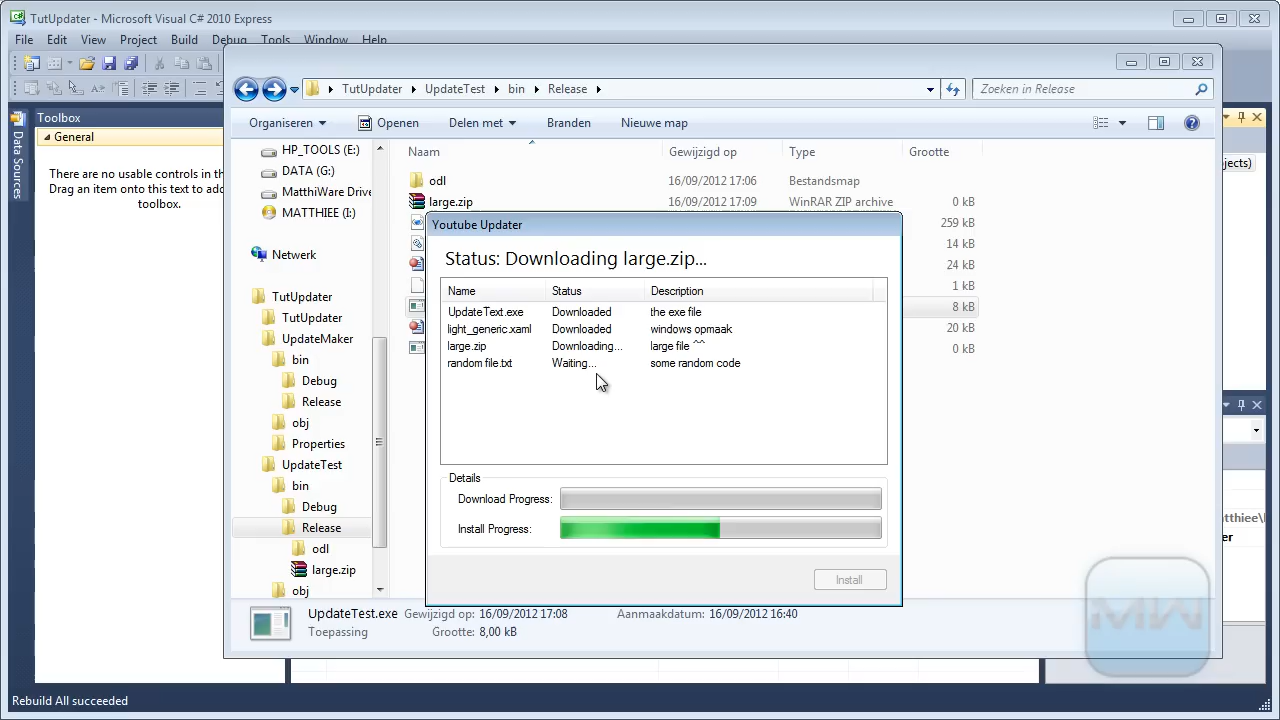 TutUpdater - Microsoft Visual C# 2010 Express
File Edit View Project Build Debug Tools Window Help
TutUpdater UpdateTest bin Release
Zoeken in Release
Organiseren Openen Delen met Branden Nieuwe map
Toolbox
General
There are no usable controls in th
Drag an item onto this text to add
toolbox.
Data Sources
HP_TOOLS (E:)
DATA (G:)
MatthiWare Drive
MATTHIEE (I:)
Netwerk
TutUpdater
TutUpdater
UpdateMaker
bin
Debug
Release
obj
Properties
UpdateTest
bin
Debug
Release
odl
large.zip
obj
Naam Gewijzigd op Type Grootte
odl 16/09/2012 17:06 Bestandsmap
large.zip 16/09/2012 17:09 WinRAR ZIP archive 0 kB
259 kB
14 kB
24 kB
1 kB
8 kB
20 kB
0 kB
Youtube Updater
Status: Downloading large.zip...
Name Status Description
UpdateText.exe Downloaded the exe file
light_generic.xaml Downloaded windows opmaak
large.zip Downloading... large file ^^
random file.txt Waiting... some random code
Details
Download Progress:
Install Progress:
Install
UpdateTest.exe Gewijzigd op: 16/09/2012 17:08 Aanmaakdatum: 16/09/2012 16:40
Toepassing Grootte: 8,00 kB
jects)
MW
Rebuild All succeeded